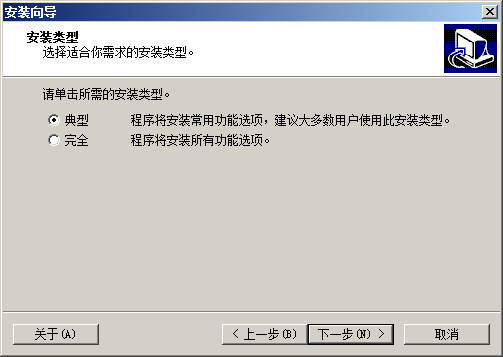 安装向导
安装类型
选择适合你需求的安装类型。
请单击所需的安装类型。
典型 程序将安装常用功能选项，建议大多数用户使用此安装类型。
完全 程序将安装所有功能选项。
关于(A) < 上一步(B) 下一步(N) > 取消